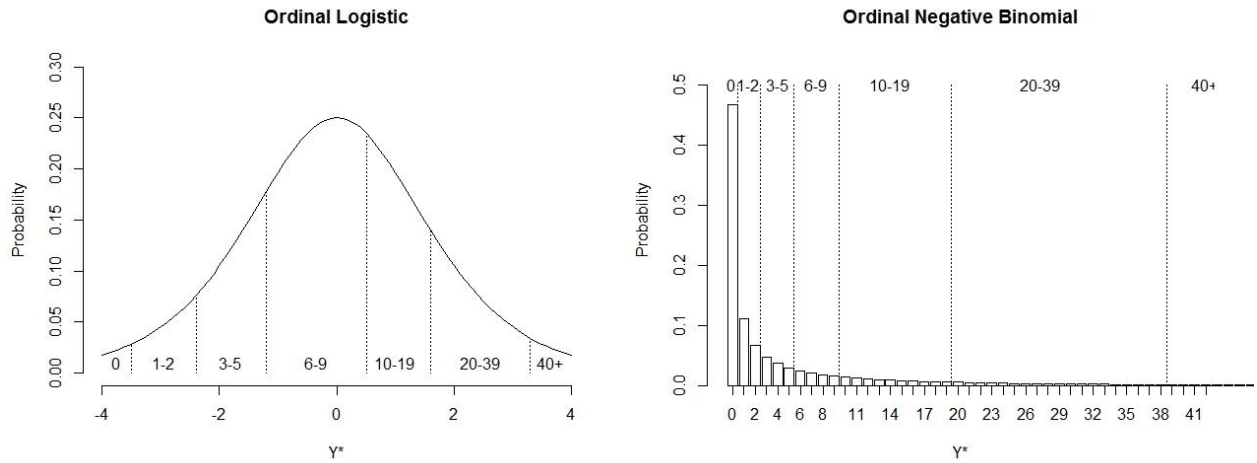 Ordinal Logistic
0.30
0.25
0.20
0.15
0.10
0.05
0.00
Probability
0 1-2 3-5 6-9 10-19 20-39 40+
-4 -2 0 2 4
Y*
Ordinal Negative Binomial
0 1-2 3-5 6-9 10-19 20-39 40+
0.5
0.4
0.3
0.2
0.1
0.0
Probability
0 2 4 6 8 11 14 17 20 23 26 29 32 35 38 41
Y*